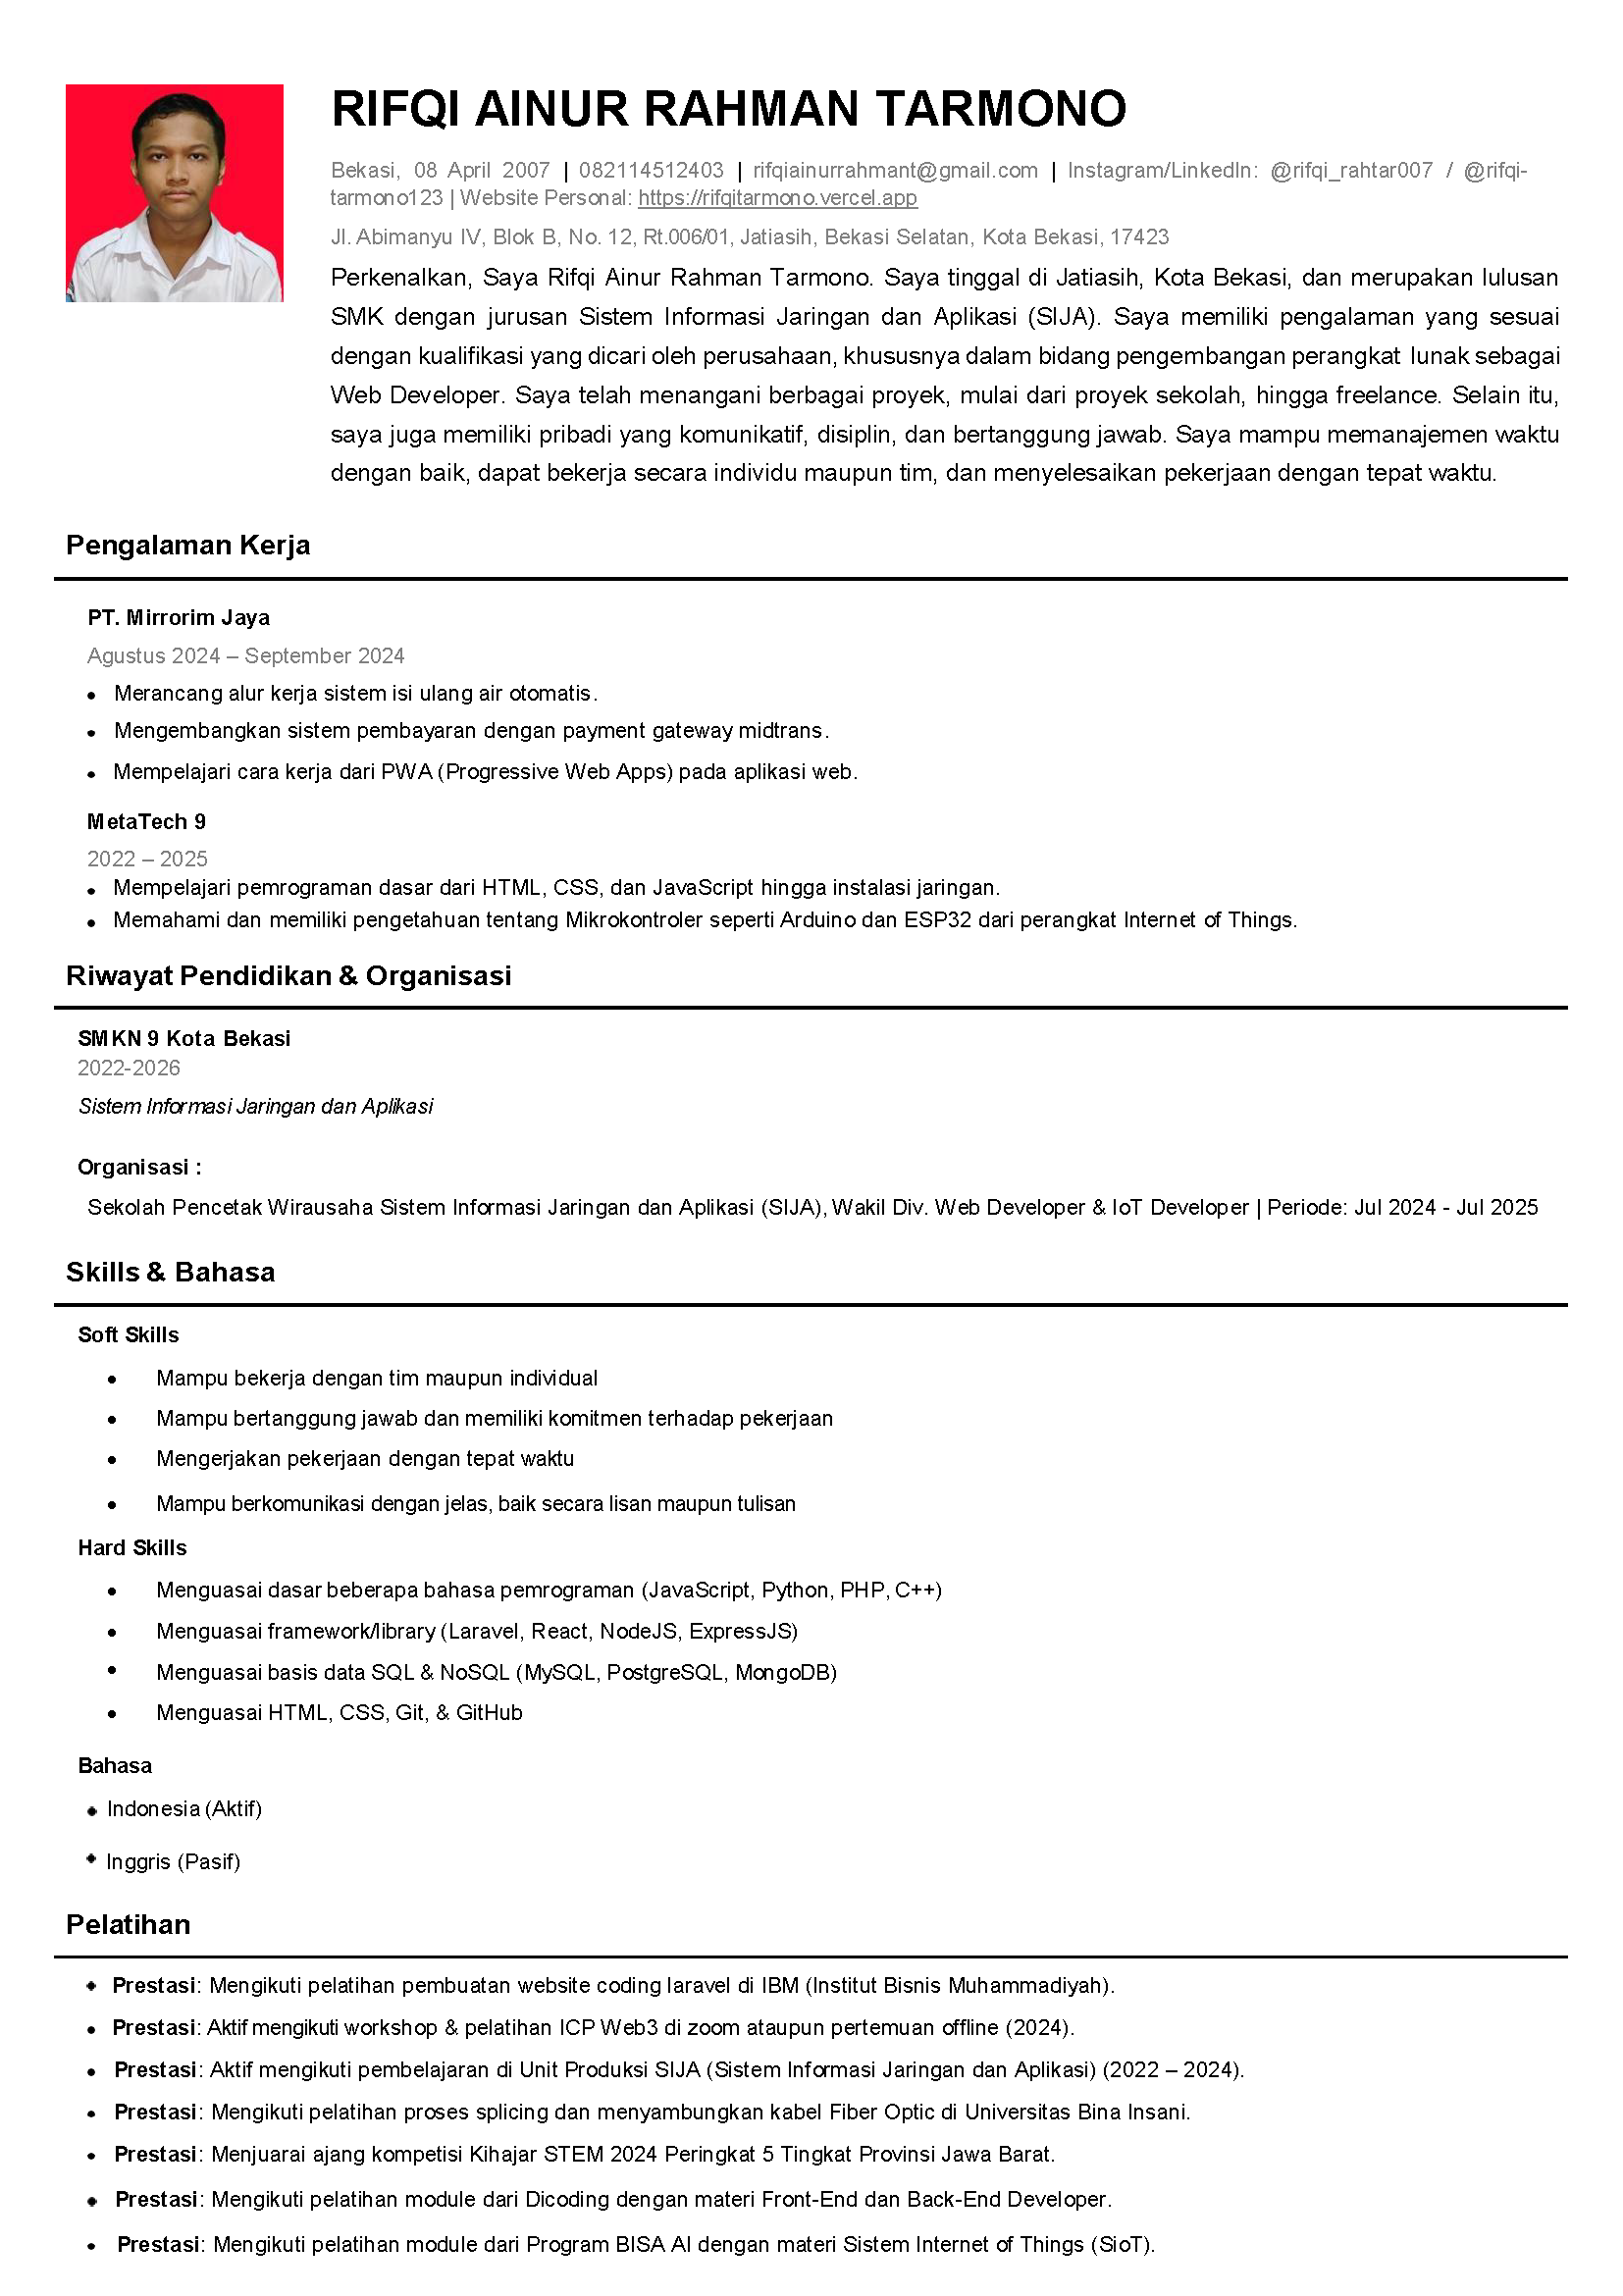 RIFQI AINUR RAHMAN TARMONO
Bekasi, 08 April 2007 | 082114512403 | rifqiainurrahmant@gmail.com | Instagram/LinkedIn: @rifqi_rahtar007 / @rifqi-
tarmono123 | Website Personal: https://rifqitarmono.vercel.app
Jl. Abimanyu IV, Blok B, No. 12, Rt.006/01, Jatiasih, Bekasi Selatan, Kota Bekasi, 17423
Perkenalkan, Saya Rifqi Ainur Rahman Tarmono. Saya tinggal di Jatiasih, Kota Bekasi, dan merupakan lulusan
SMK dengan jurusan Sistem Informasi Jaringan dan Aplikasi (SIJA). Saya memiliki pengalaman yang sesuai
dengan kualifikasi yang dicari oleh perusahaan, khususnya dalam bidang pengembangan perangkat lunak sebagai
Web Developer. Saya telah menangani berbagai proyek, mulai dari proyek sekolah, hingga freelance. Selain itu,
saya juga memiliki pribadi yang komunikatif, disiplin, dan bertanggung jawab. Saya mampu memanajemen waktu
dengan baik, dapat bekerja secara individu maupun tim, dan menyelesaikan pekerjaan dengan tepat waktu.
Pengalaman Kerja
PT. Mirrorim Jaya
Agustus 2024 – September 2024
• Merancang alur kerja sistem isi ulang air otomatis.
• Mengembangkan sistem pembayaran dengan payment gateway midtrans.
• Mempelajari cara kerja dari PWA (Progressive Web Apps) pada aplikasi web.
MetaTech 9
2022 – 2025
• Mempelajari pemrograman dasar dari HTML, CSS, dan JavaScript hingga instalasi jaringan.
• Memahami dan memiliki pengetahuan tentang Mikrokontroler seperti Arduino dan ESP32 dari perangkat Internet of Things.
Riwayat Pendidikan & Organisasi
SMKN 9 Kota Bekasi
2022-2026
Sistem Informasi Jaringan dan Aplikasi
Organisasi :
Sekolah Pencetak Wirausaha Sistem Informasi Jaringan dan Aplikasi (SIJA), Wakil Div. Web Developer & IoT Developer | Periode: Jul 2024 - Jul 2025
Skills & Bahasa
Soft Skills
• Mampu bekerja dengan tim maupun individual
• Mampu bertanggung jawab dan memiliki komitmen terhadap pekerjaan
• Mengerjakan pekerjaan dengan tepat waktu
• Mampu berkomunikasi dengan jelas, baik secara lisan maupun tulisan
Hard Skills
• Menguasai dasar beberapa bahasa pemrograman (JavaScript, Python, PHP, C++)
• Menguasai framework/library (Laravel, React, NodeJS, ExpressJS)
• Menguasai basis data SQL & NoSQL (MySQL, PostgreSQL, MongoDB)
• Menguasai HTML, CSS, Git, & GitHub
Bahasa
• Indonesia (Aktif)
• Inggris (Pasif)
Pelatihan
• Prestasi: Mengikuti pelatihan pembuatan website coding laravel di IBM (Institut Bisnis Muhammadiyah).
• Prestasi: Aktif mengikuti workshop & pelatihan ICP Web3 di zoom ataupun pertemuan offline (2024).
• Prestasi: Aktif mengikuti pembelajaran di Unit Produksi SIJA (Sistem Informasi Jaringan dan Aplikasi) (2022 – 2024).
• Prestasi: Mengikuti pelatihan proses splicing dan menyambungkan kabel Fiber Optic di Universitas Bina Insani.
• Prestasi: Menjuarai ajang kompetisi Kihajar STEM 2024 Peringkat 5 Tingkat Provinsi Jawa Barat.
• Prestasi: Mengikuti pelatihan module dari Dicoding dengan materi Front-End dan Back-End Developer.
• Prestasi: Mengikuti pelatihan module dari Program BISA AI dengan materi Sistem Internet of Things (SioT).